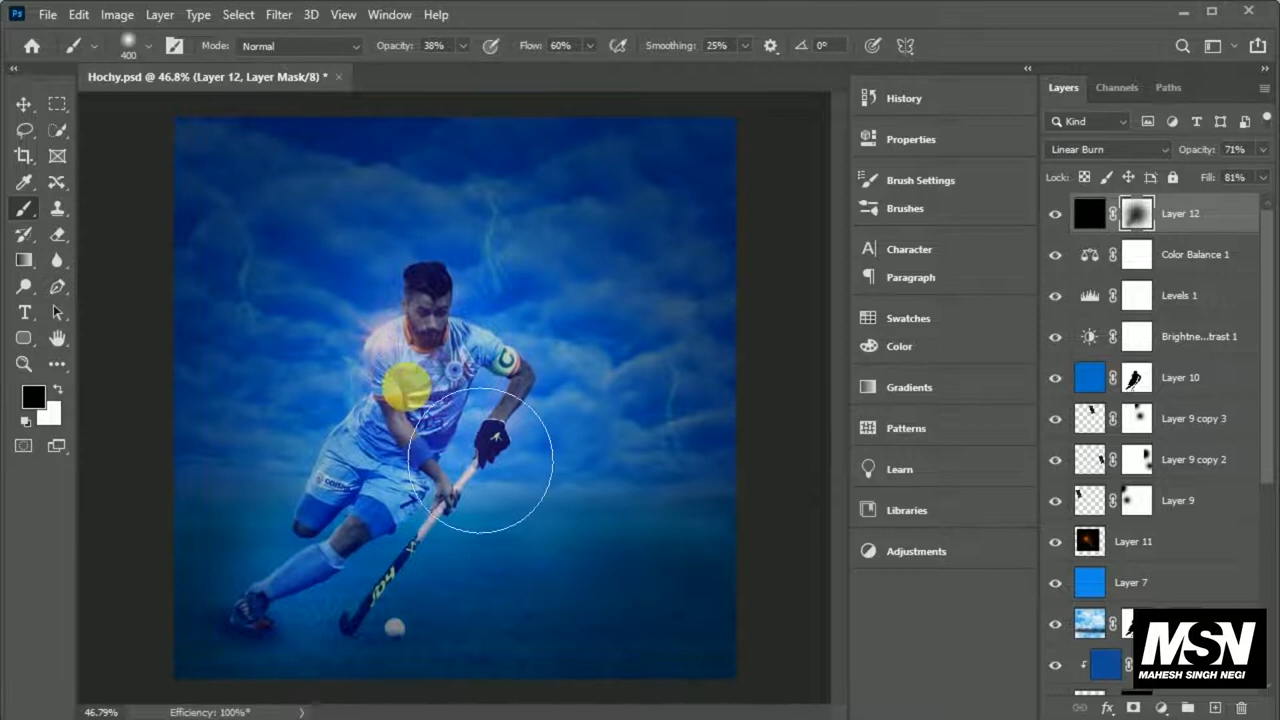 Ps File Edit Image Layer Type Select Filter 3D View Window Help
400 Mode: Normal Opacity: 38% Flow: 60% Smoothing: 25% 0°
Hochy.psd @ 46.8% (Layer 12, Layer Mask/8) * ×
History
Properties
Brush Settings
Brushes
Character
Paragraph
Swatches
Color
Gradients
Patterns
Learn
Libraries
Adjustments
Layers Channels Paths
Kind
Linear Burn Opacity: 71%
Lock: Fill: 81%
Layer 12
Color Balance 1
Levels 1
Brightne...trast 1
Layer 10
Layer 9 copy 3
Layer 9 copy 2
Layer 9
Layer 11
Layer 7
JDH
MSN
MAHESH SINGH NEGI
46.79% Efficiency: 100%*